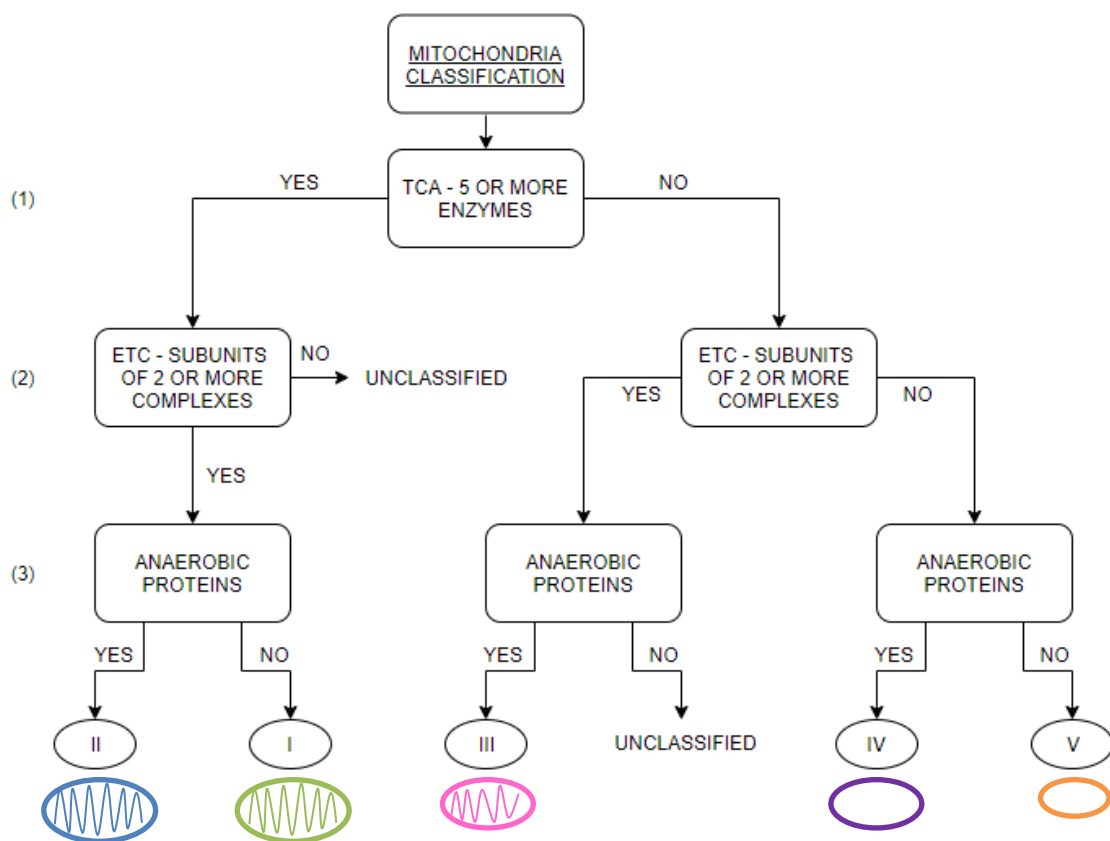 MITOCHONDRIA
CLASSIFICATION
(1)
YES
TCA - 5 OR MORE
ENZYMES
NO
(2)
ETC - SUBUNITS
OF 2 OR MORE
COMPLEXES
NO
UNCLASSIFIED
YES
ETC - SUBUNITS
OF 2 OR MORE
COMPLEXES
NO
YES
(3)
ANAEROBIC
PROTEINS
ANAEROBIC
PROTEINS
ANAEROBIC
PROTEINS
YES
NO
YES
NO
YES
NO
II
I
III
UNCLASSIFIED
IV
V